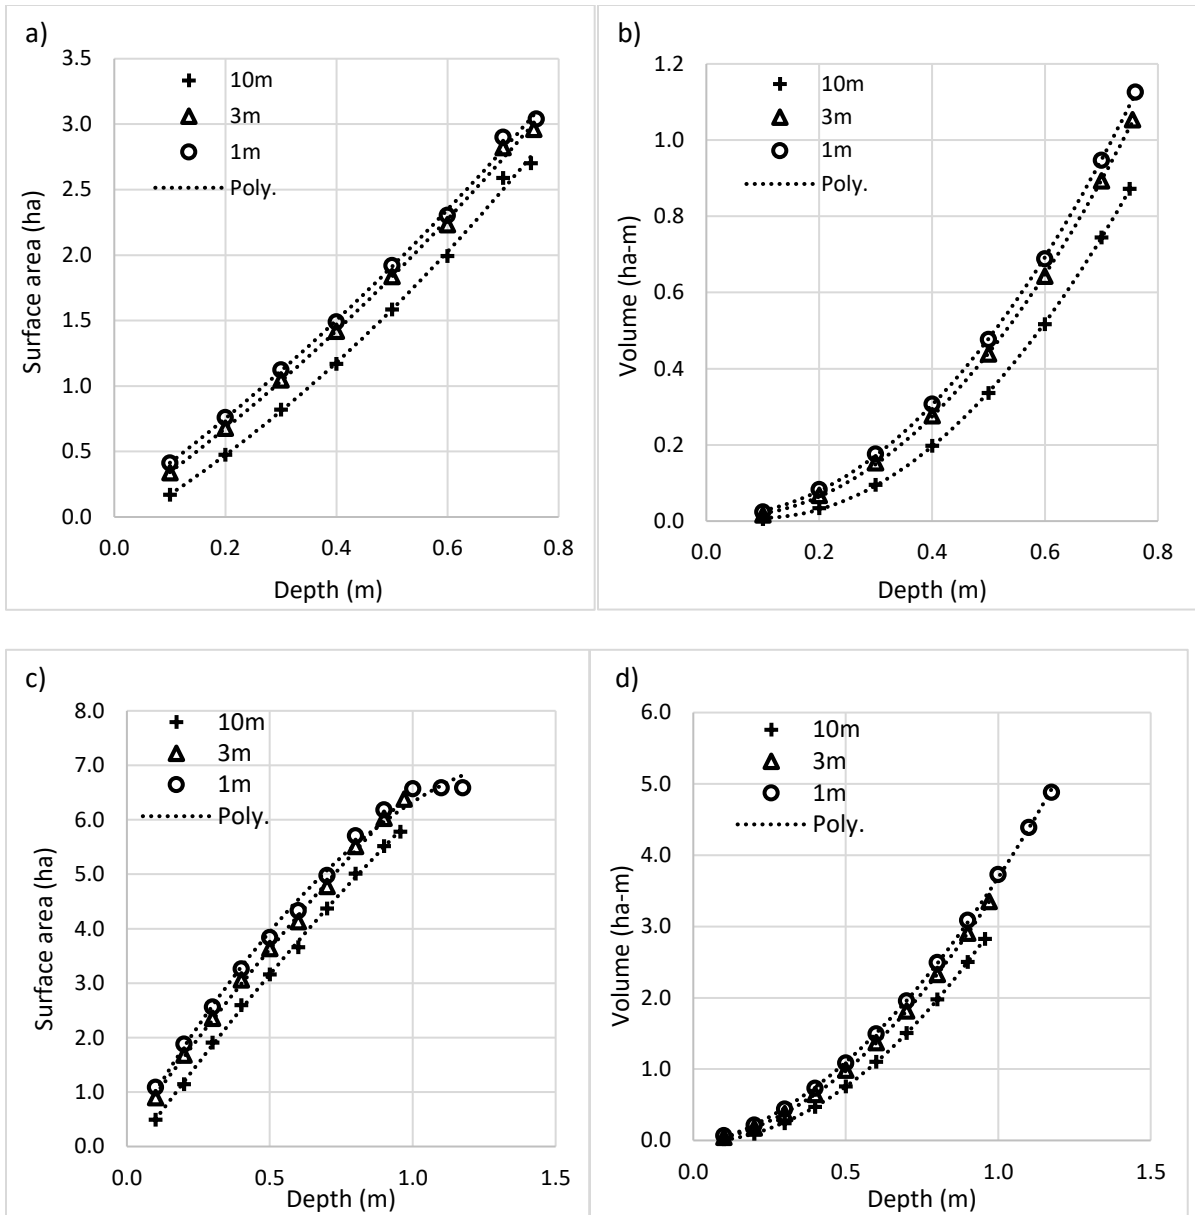 a)
3.5
3.0
2.5
2.0
1.5
1.0
0.5
0.0
Surface area (ha)
10m
3m
1m
Poly.
0.0 0.2 0.4 0.6 0.8
Depth (m)
b)
1.2
1.0
0.8
0.6
0.4
0.2
0.0
Volume (ha-m)
10m
3m
1m
Poly.
0.0 0.2 0.4 0.6 0.8
Depth (m)
c)
8.0
7.0
6.0
5.0
4.0
3.0
2.0
1.0
0.0
Surface area (ha)
10m
3m
1m
Poly.
0.0 0.5 1.0 1.5
Depth (m)
d)
6.0
5.0
4.0
3.0
2.0
1.0
0.0
Volume (ha-m)
10m
3m
1m
Poly.
0.0 0.5 1.0 1.5
Depth (m)